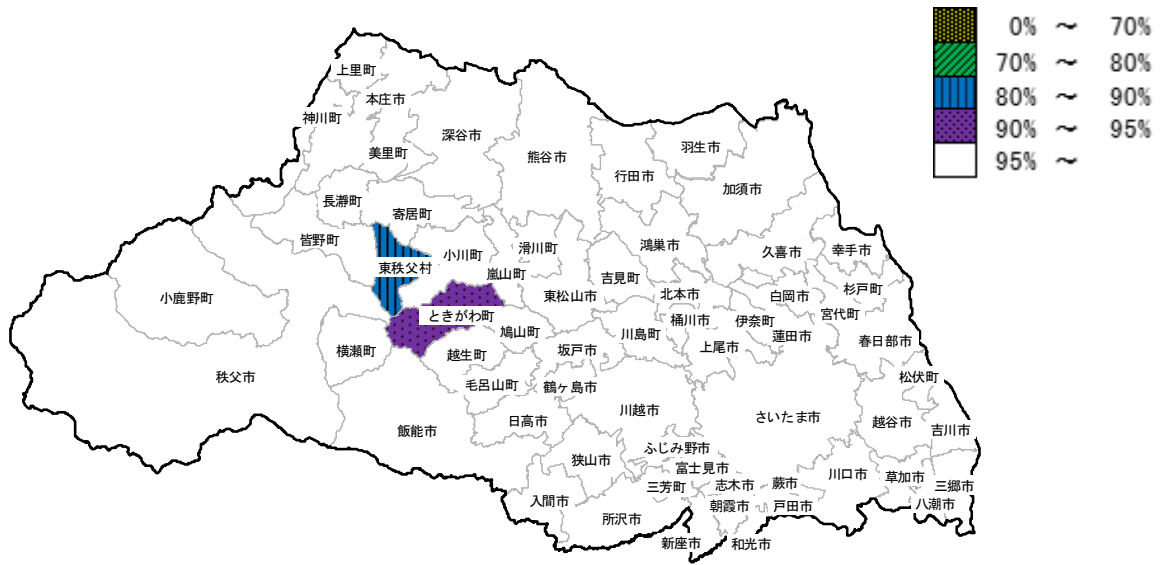 0% ～ 70%
70% ～ 80%
80% ～ 90%
90% ～ 95%
95% ～
上里町
本庄市
神川町
深谷市
美里町
熊谷市
羽生市
行田市
加須市
長瀞町
寄居町
皆野町
小川町
滑川町
鴻巣市
久喜市
幸手市
東秩父村
嵐山町
吉見町
杉戸町
小鹿野町
東松山市
北本市
白岡市
ときがわ町
宮代町
桶川市
伊奈町
鳩山町
川島町
蓮田市
春日部市
横瀬町
越生町
坂戸市
上尾市
秩父市
松伏町
毛呂山町
鶴ヶ島市
川越市
さいたま市
日高市
越谷市
飯能市
吉川市
ふじみ野市
狭山市
富士見市
川口市
草加市
三芳町
志木市
蕨市
三郷市
入間市
朝霞市
戸田市
八潮市
所沢市
新座市
和光市